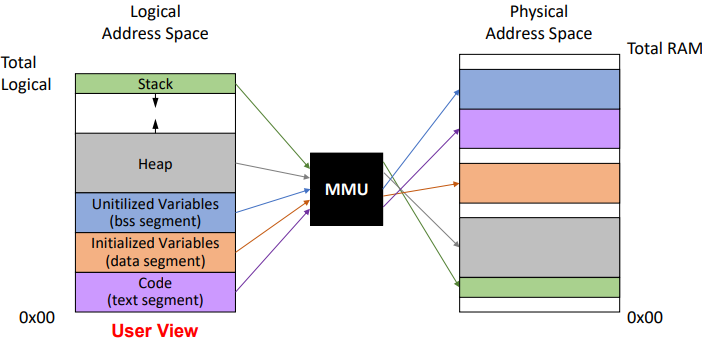 Logical
Address Space
Physical
Address Space
Total
Logical
Total RAM
Stack
Heap
MMU
Unitilized Variables
(bss segment)
Initialized Variables
(data segment)
Code
(text segment)
0x00
0x00
User View